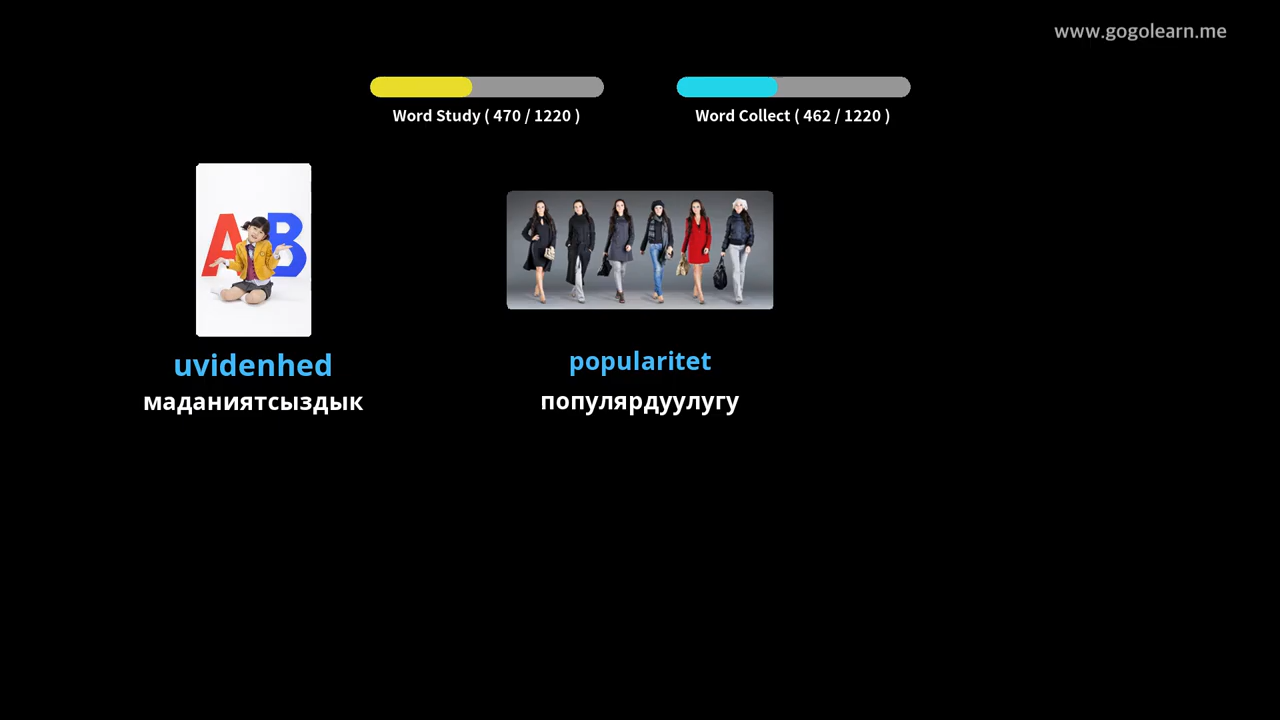 www.gogolearn.me
Word Study ( 470 / 1220 )
Word Collect ( 462 / 1220 )
A B
uvidenhed
маданиятсыздык
popularitet
популярдуулугу